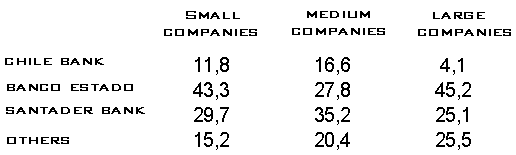 SMALL COMPANIES MEDIUM COMPANIES LARGE COMPANIES
CHILE BANK 11,8 16,6 4,1
BANCO ESTADO 43,3 27,8 45,2
SANTADER BANK 29,7 35,2 25,1
OTHERS 15,2 20,4 25,5